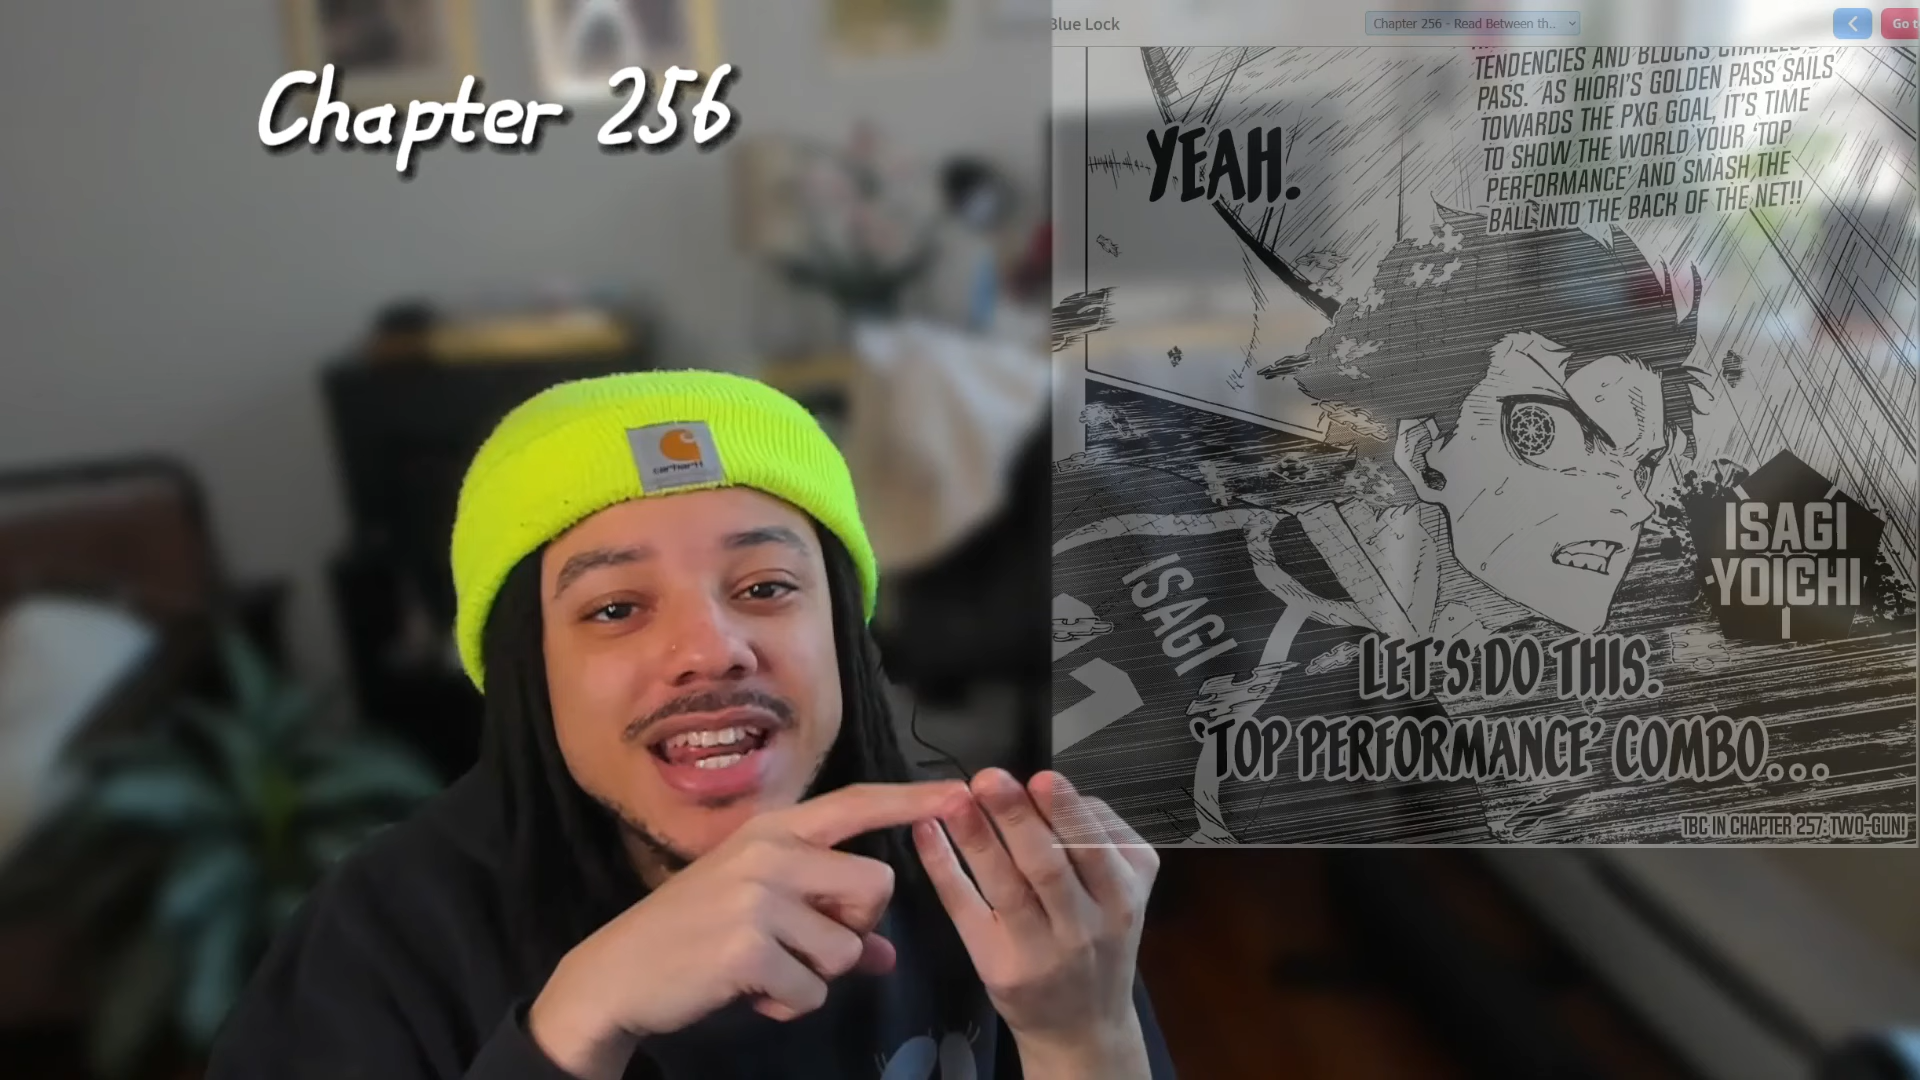 Chapter 256
carhartt
Blue Lock
Chapter 256 - Read Between th..
Go t
TENDENCIES AND BLOCKS CHARLES'S
PASS. AS HIORI'S GOLDEN PASS SAILS
TOWARDS THE PXG GOAL, IT'S TIME
TO SHOW THE WORLD YOUR 'TOP
PERFORMANCE' AND SMASH THE
BALL INTO THE BACK OF THE NET!!
YEAH.
ISAGI
YOICHI
ISAGI
LET'S DO THIS.
'TOP PERFORMANCE' COMBO...
TBC IN CHAPTER 257: TWO-GUN!